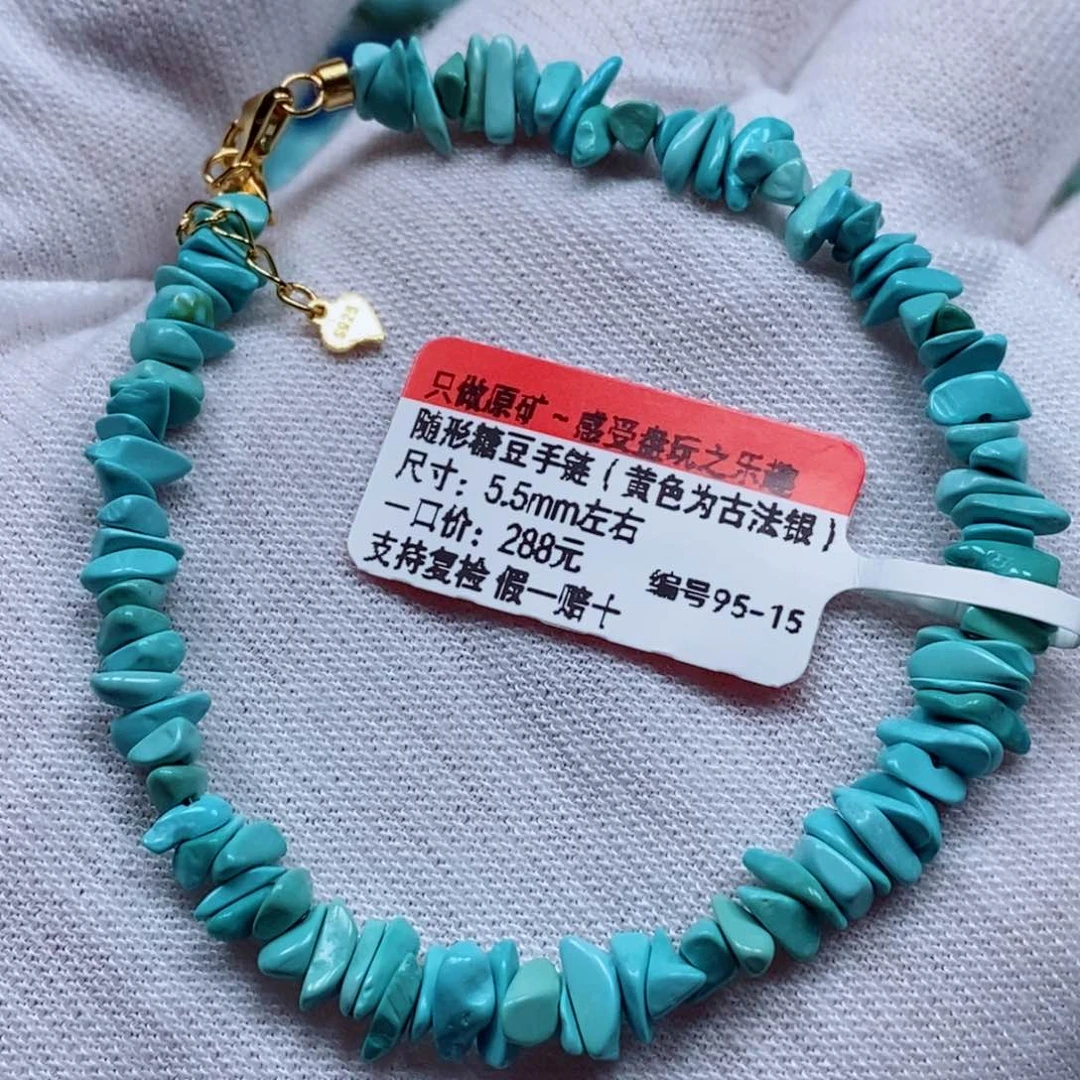 只做原矿~感受盘玩之乐趣
随形糖豆手链(黄色为古法银)
尺寸:5.5mm左右
一口价:288元
编号95-15
支持复检 假一赔十
S925